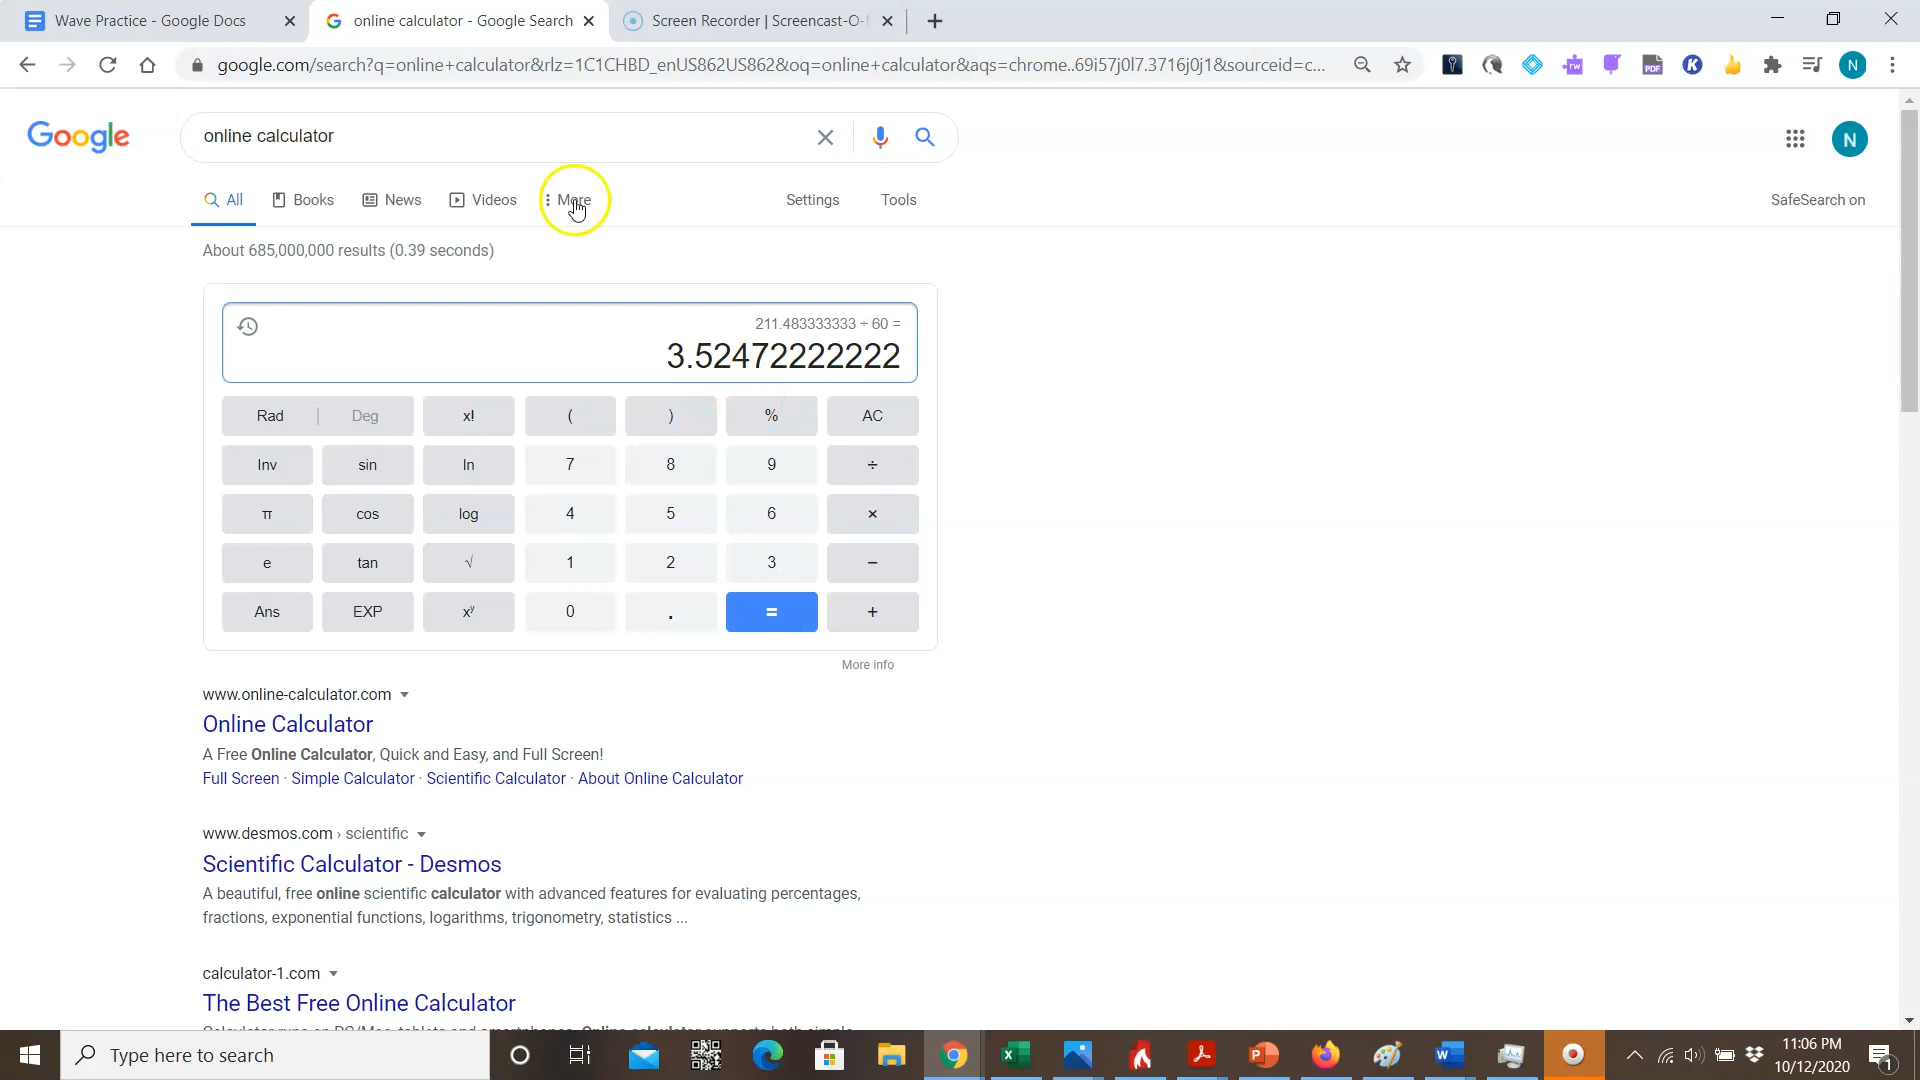 Wave Practice - Google Docs
online calculator - Google Search
Screen Recorder | Screencast-O-
google.com/search?q=online+calculator&rlz=1C1CHBD_enUS862US862&oq=online+calculator&aqs=chrome..69i57j0l7.3716j0j1&sourceid=c...
N
Google
online calculator
N
All
Books
News
Videos
More
Settings
Tools
SafeSearch on
About 685,000,000 results (0.39 seconds)
211.483333333 ÷ 60 =
3.52472222222
Rad | Deg x! ( ) % AC
Inv sin ln 7 8 9 ÷
π cos log 4 5 6 ×
e tan √ 1 2 3 −
Ans EXP xʸ 0 . = +
More info
www.online-calculator.com
Online Calculator
A Free Online Calculator, Quick and Easy, and Full Screen!
Full Screen · Simple Calculator · Scientific Calculator · About Online Calculator
www.desmos.com › scientific
Scientific Calculator - Desmos
A beautiful, free online scientific calculator with advanced features for evaluating percentages,
fractions, exponential functions, logarithms, trigonometry, statistics ...
calculator-1.com
The Best Free Online Calculator
Type here to search
11:06 PM
10/12/2020
1